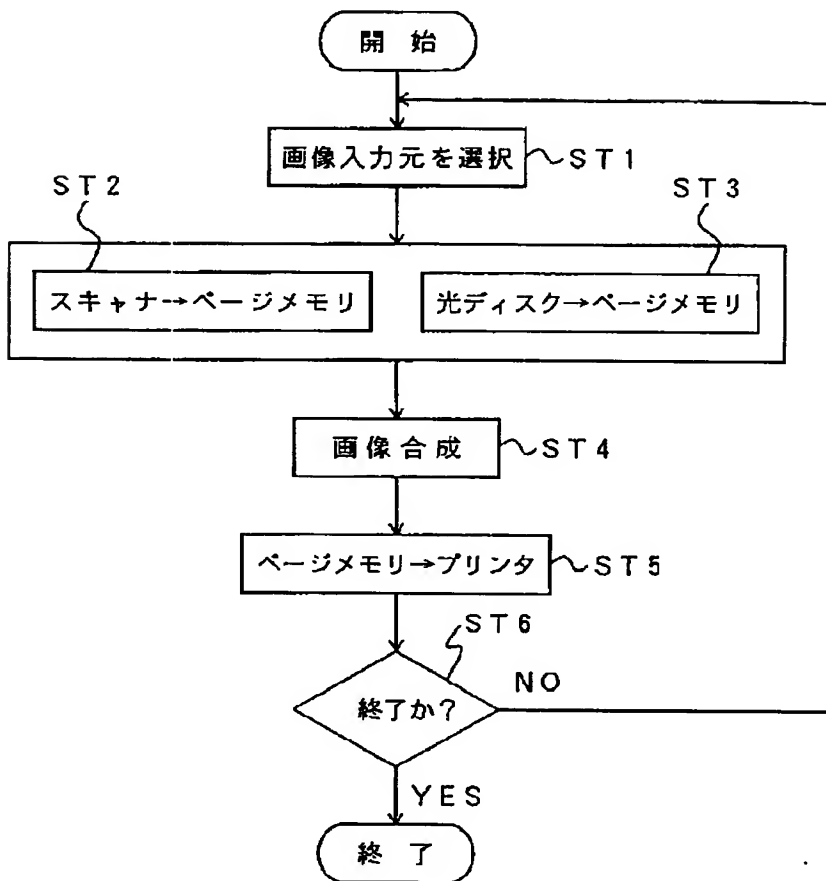 開始
画像入力元を選択 ST1
ST2 ST3
スキャナ→ページメモリ 光ディスク→ページメモリ
画像合成 ST4
ページメモリ→プリンタ ST5
ST6
終了か? NO
YES
終了